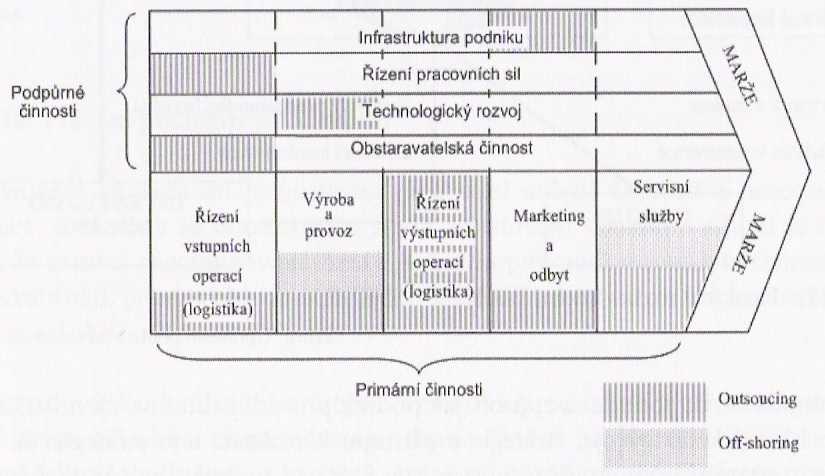 Podpůrné
činnosti
Infrastruktura podniku
Řízení pracovních sil
Technologický rozvoj
Obstaravatelská činnost
MARŽE
Řízení
vstupních
operací
(logistika)
Výroba
a
provoz
Řízení
výstupních
operací
(logistika)
Marketing
a
odbyt
Servisní
služby
MARŽE
Primární činnosti
Outsoucing
Off-shoring